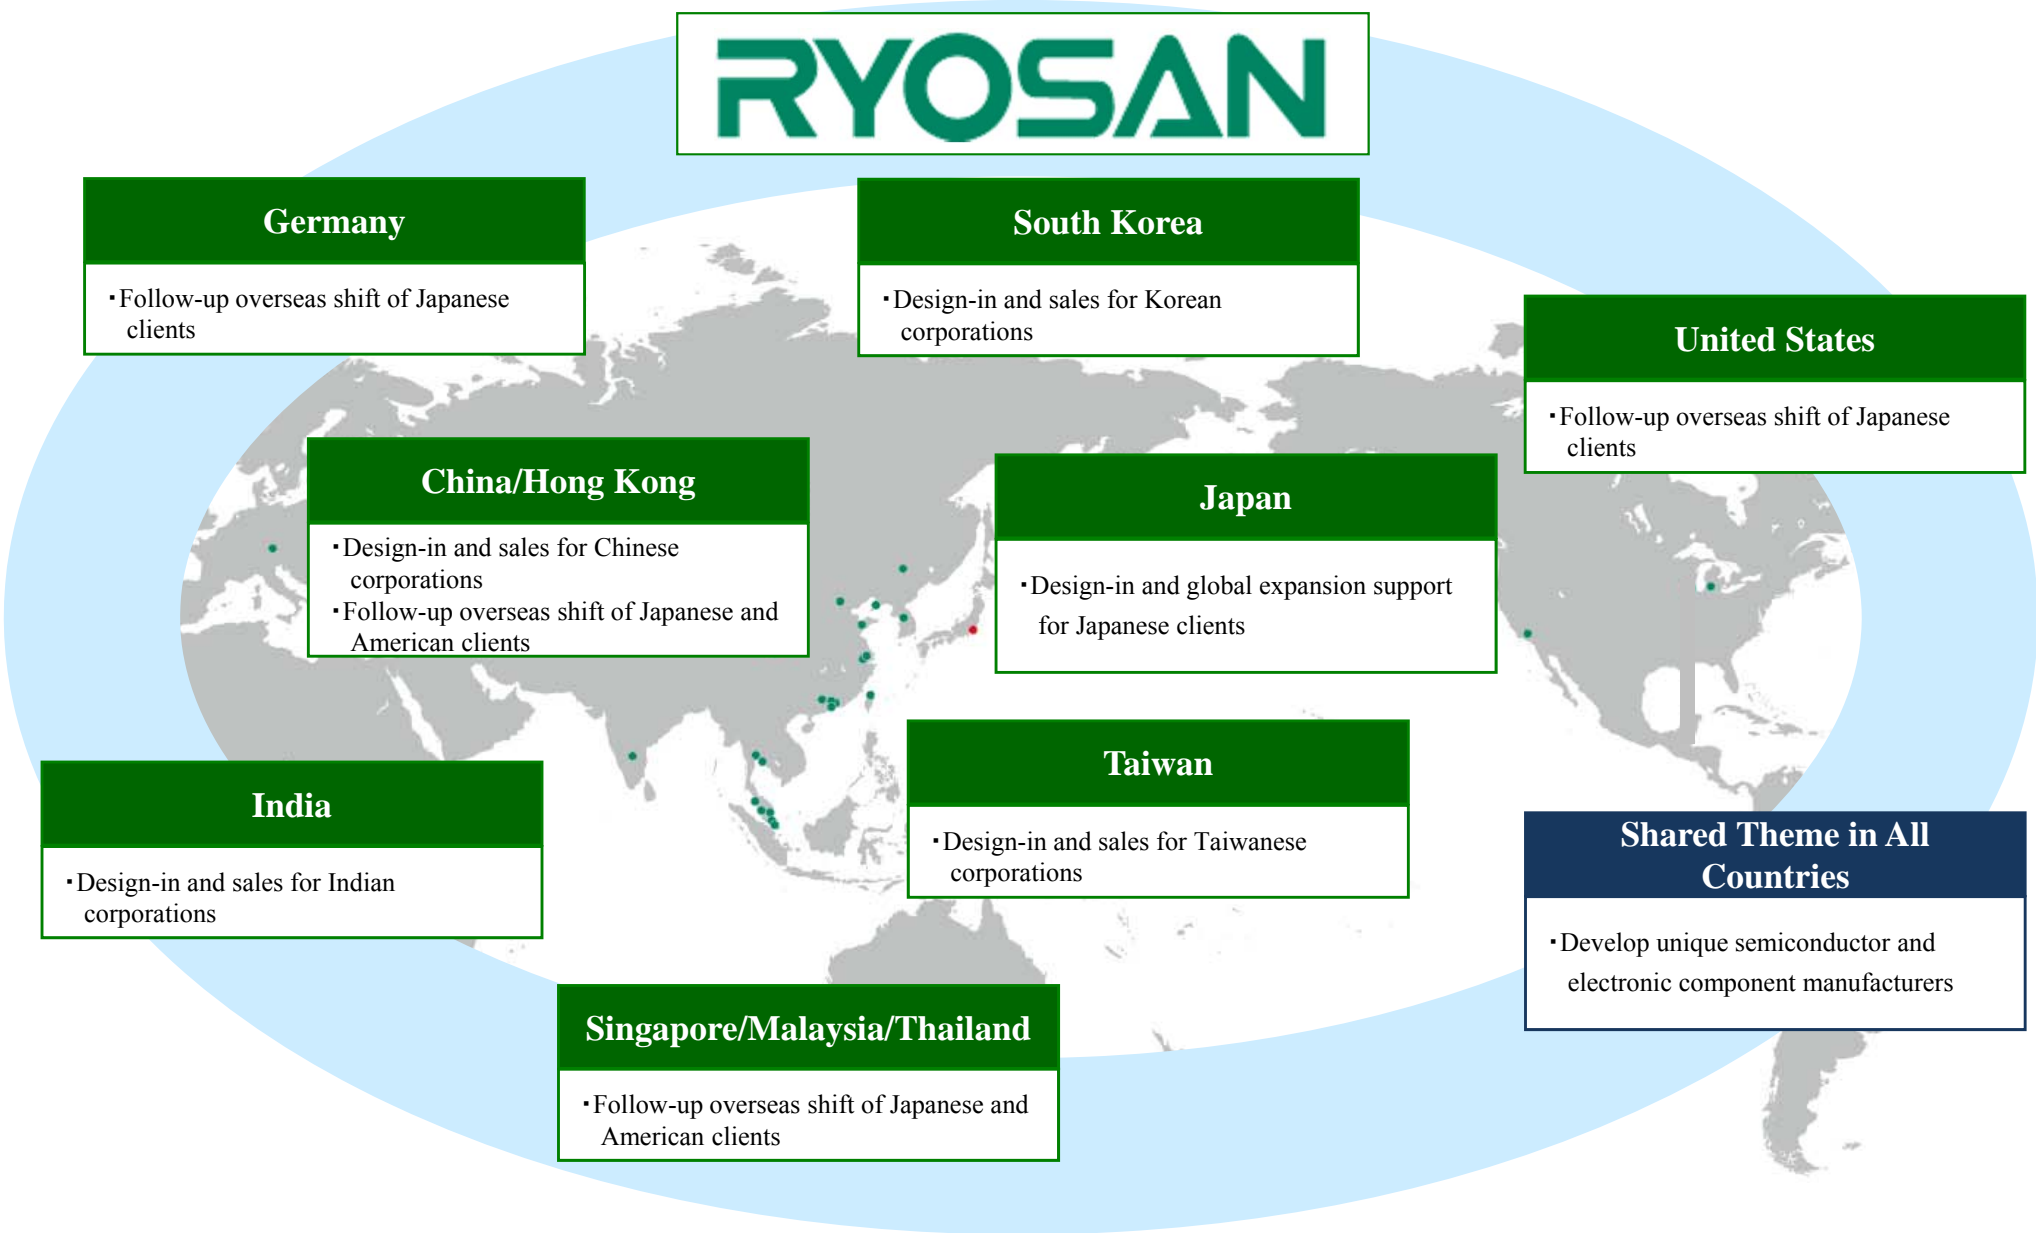 RYOSAN
Germany
・Follow-up overseas shift of Japanese
clients
South Korea
・Design-in and sales for Korean
corporations
United States
・Follow-up overseas shift of Japanese
clients
China/Hong Kong
・Design-in and sales for Chinese
corporations
・Follow-up overseas shift of Japanese and
American clients
Japan
・Design-in and global expansion support
for Japanese clients
India
・Design-in and sales for Indian
corporations
Taiwan
・Design-in and sales for Taiwanese
corporations
Shared Theme in All
Countries
・Develop unique semiconductor and
electronic component manufacturers
Singapore/Malaysia/Thailand
・Follow-up overseas shift of Japanese and
American clients